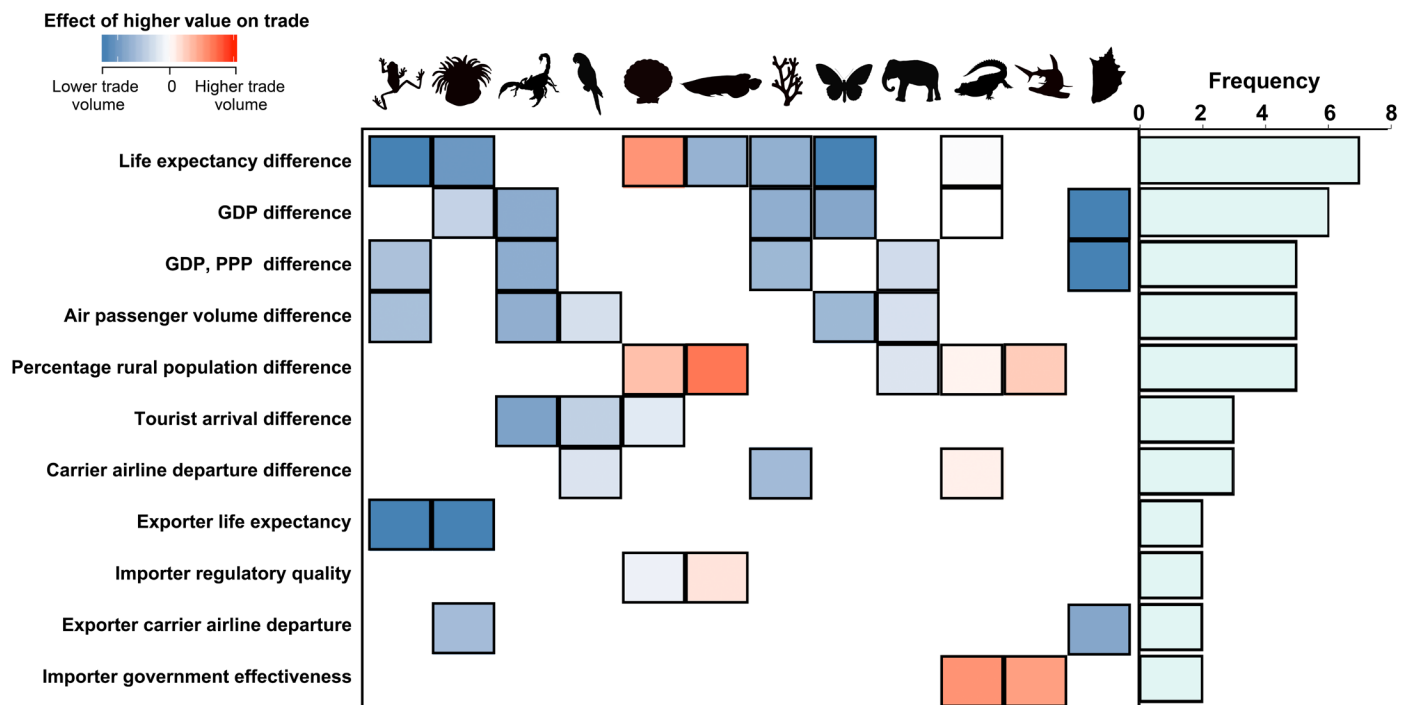 Effect of higher value on trade
Lower trade volume
0
Higher trade volume
Frequency
0 2 4 6 8
Life expectancy difference
GDP difference
GDP, PPP difference
Air passenger volume difference
Percentage rural population difference
Tourist arrival difference
Carrier airline departure difference
Exporter life expectancy
Importer regulatory quality
Exporter carrier airline departure
Importer government effectiveness